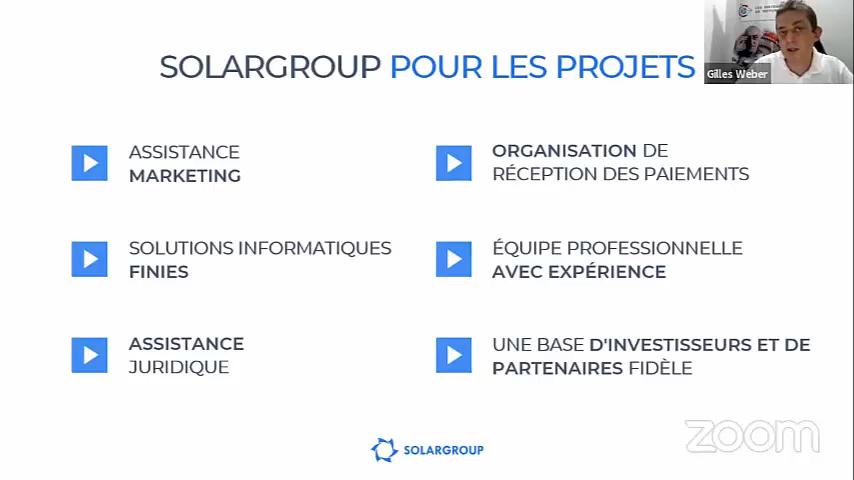 SOLARGROUP POUR LES PROJETS
Gilles Weber
ASSISTANCE
MARKETING
ORGANISATION DE
RÉCEPTION DES PAIEMENTS
SOLUTIONS INFORMATIQUES
FINIES
ÉQUIPE PROFESSIONNELLE
AVEC EXPÉRIENCE
ASSISTANCE
JURIDIQUE
UNE BASE D'INVESTISSEURS ET DE
PARTENAIRES FIDÈLE
SOLARGROUP
zoom